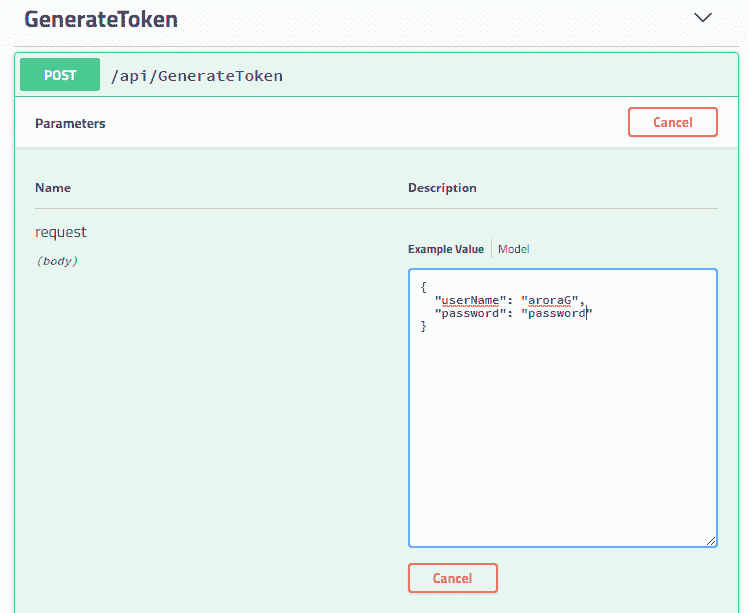 GenerateToken
POST /api/GenerateToken
Parameters Cancel
Name Description
request
(body)
Example Value Model
{
"userName": "aroraG",
"password": "password"
}
Cancel